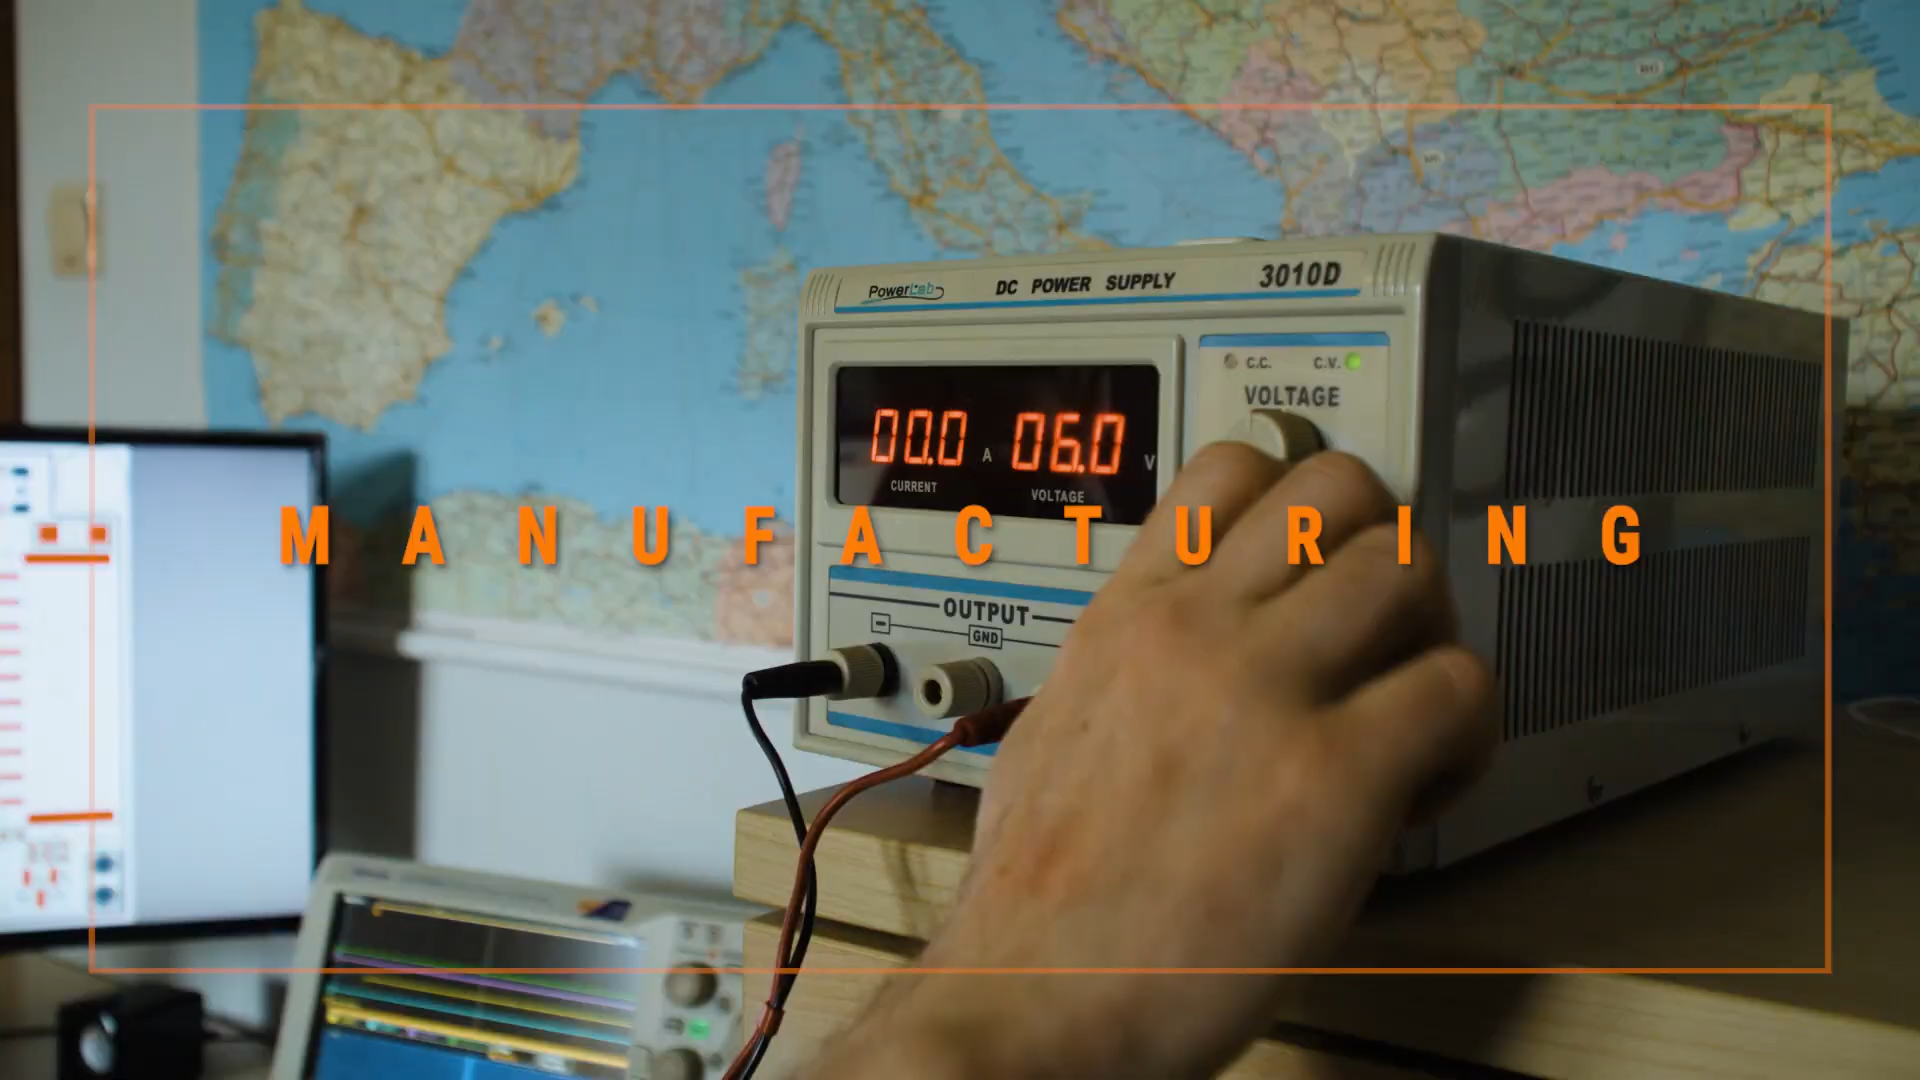 PowerLab DC POWER SUPPLY 3010D
C.C. C.V.
VOLTAGE
00.0 A 06.0 V
CURRENT VOLTAGE
MANUFACTURING
OUTPUT
- GND